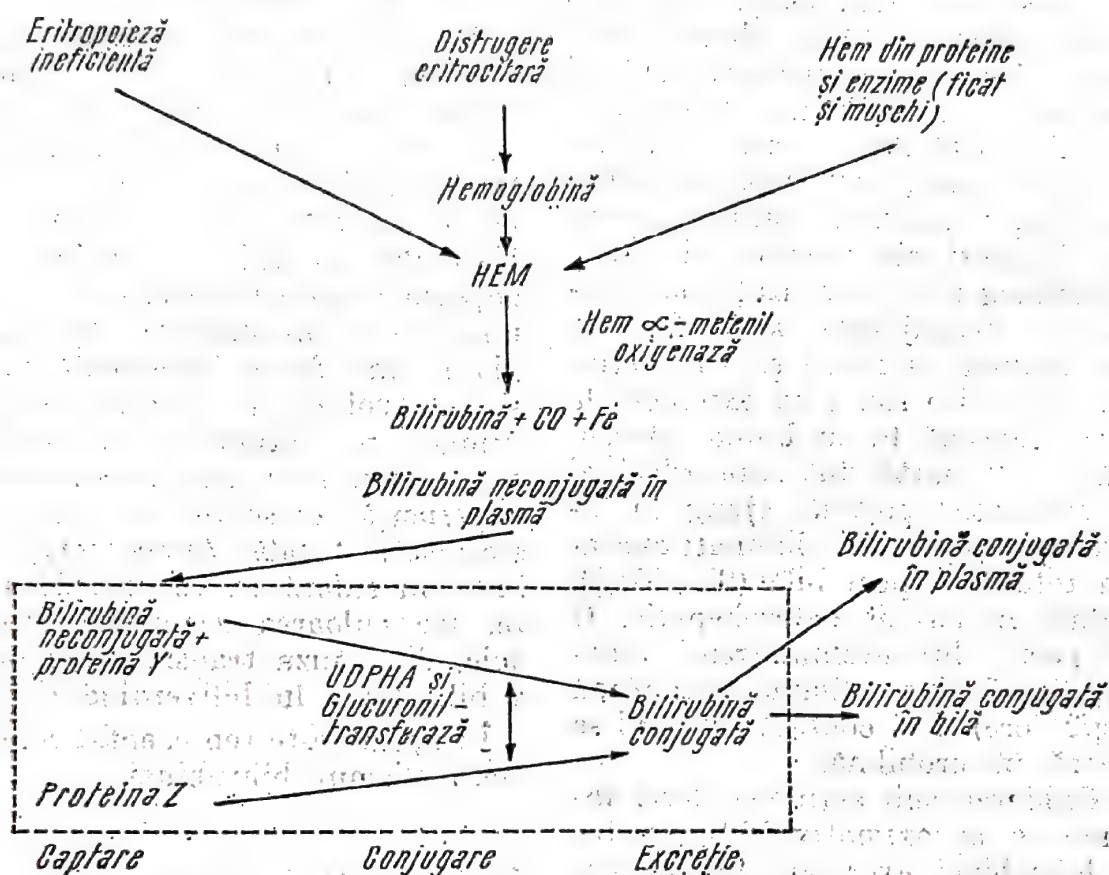 Eritropoieză
ineficientă
Distrugere
eritrocitară
Hem din proteine
și enzime (ficat
și mușchi)
Hemoglobină
HEM
Hem ∝-metenil
oxigenază
Bilirubină + CO + Fe
Bilirubină neconjugată în
plasmă
Bilirubină conjugată
în plasmă
Bilirubină
neconjugată +
proteina Y
UDPHA și
Glucuronil-
transferază
Bilirubină
conjugată
Bilirubină conjugată
în bilă
Proteina Z
Captare
Conjugare
Excreție